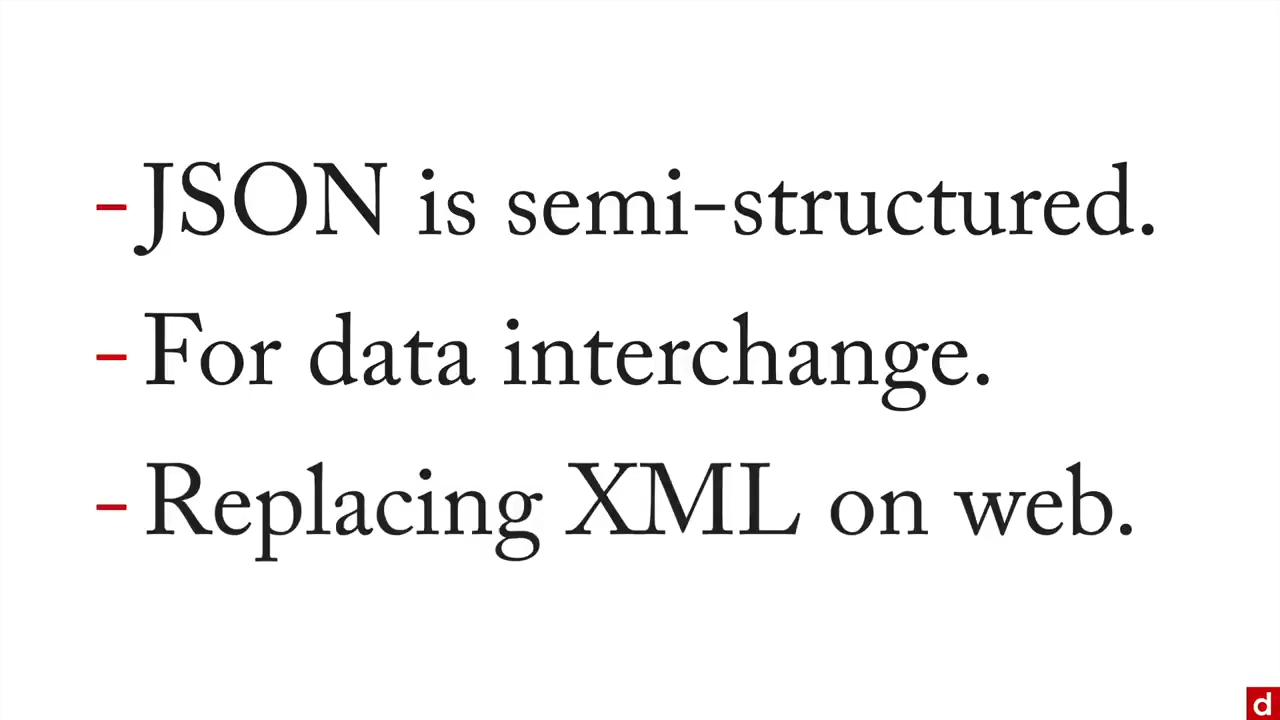 - JSON is semi-structured.
- For data interchange.
- Replacing XML on web.
d